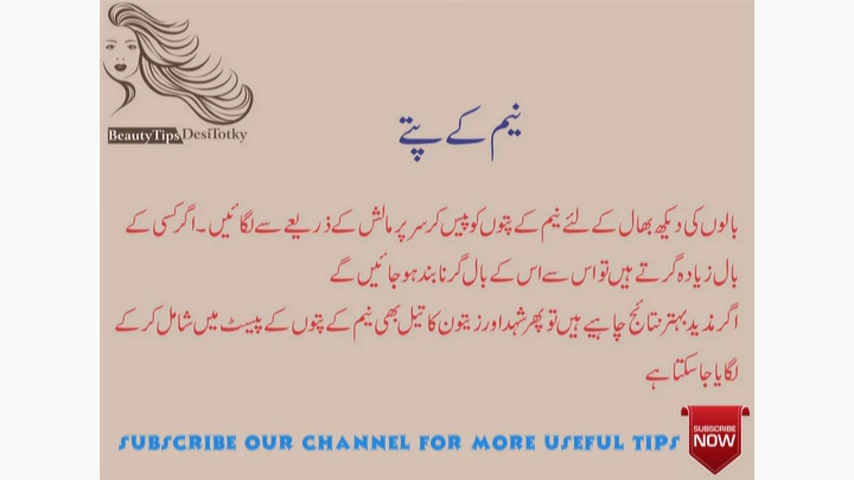 BeautyTips DesiTotky
نیم کے پتے
بالوں کی دیکھ بھال کے لئے نیم کے پتوں کو پیس کر سر پر مالش کے ذریعے سے لگائیں۔ اگر کسی کے
بال زیادہ گرتے ہیں تو اس سے اس کے بال گرنا بند ہو جائیں گے
اگر مذید بہتر نتائج چاہیے ہیں تو پھر شہد اور زیتون کا تیل بھی نیم کے پتوں کے پیسٹ میں شامل کر کے
لگایا جا سکتا ہے
SUBSCRIBE OUR CHANNEL FOR MORE USEFUL TIPS
SUBSCRIBE
NOW